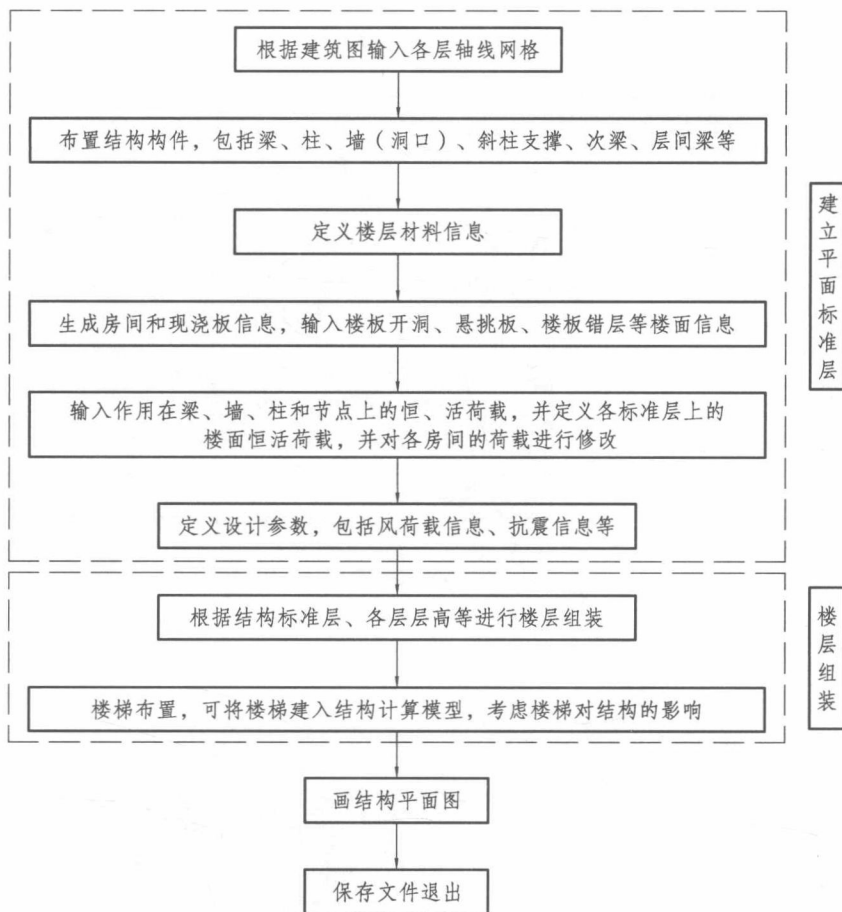 根据建筑图输入各层轴线网格
布置结构构件，包括梁、柱、墙（洞口）、斜柱支撑、次梁、层间梁等
定义楼层材料信息
生成房间和现浇板信息，输入楼板开洞、悬挑板、楼板错层等楼面信息
输入作用在梁、墙、柱和节点上的恒、活荷载，并定义各标准层上的
楼面恒活荷载，并对各房间的荷载进行修改
定义设计参数，包括风荷载信息、抗震信息等
建立平面标准层
根据结构标准层、各层层高等进行楼层组装
楼梯布置，可将楼梯建入结构计算模型，考虑楼梯对结构的影响
楼层组装
画结构平面图
保存文件退出